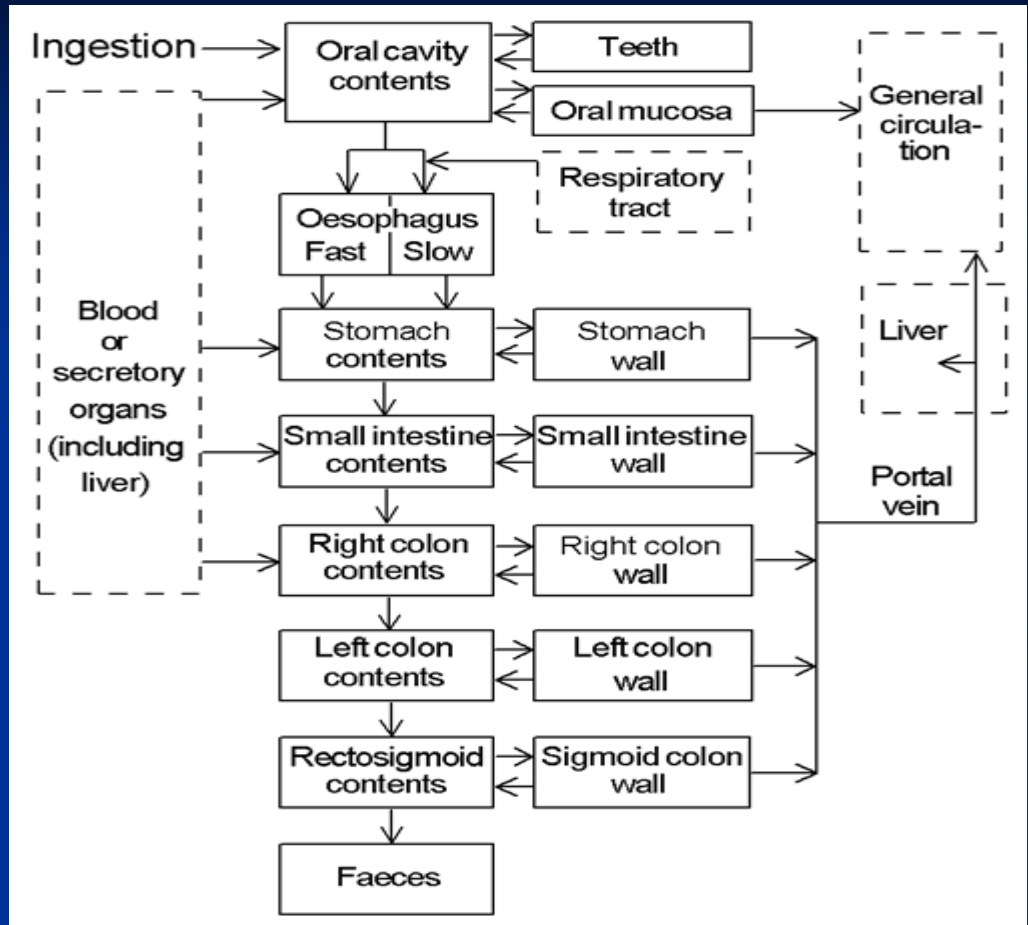 Ingestion
Oral cavity
contents
Teeth
Oral mucosa
General
circula-
tion
Respiratory
tract
Oesophagus
Fast
Slow
Blood
or
secretory
organs
(including
liver)
Stomach
contents
Stomach
wall
Liver
Small intestine
contents
Small intestine
wall
Portal
vein
Right colon
contents
Right colon
wall
Left colon
contents
Left colon
wall
Rectosigmoid
contents
Sigmoid colon
wall
Faeces